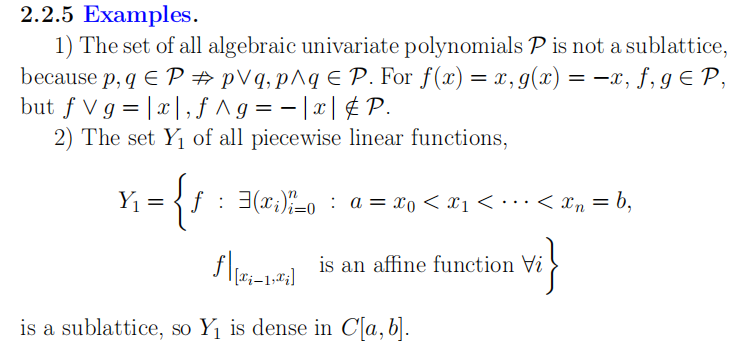 2.2.5 Examples.
1) The set of all algebraic univariate polynomials 𝒫 is not a sublattice,
because p, q ∈ 𝒫 ⇏ p∨q, p∧q ∈ 𝒫. For f(x) = x, g(x) = −x, f, g ∈ 𝒫,
but f ∨ g = |x|, f ∧ g = −|x| ∉ 𝒫.
2) The set Y₁ of all piecewise linear functions,
Y₁ = { f : ∃(xᵢ)ⁿᵢ₌₀ : a = x₀ < x₁ < ⋯ < xₙ = b,
f|[xᵢ₋₁,xᵢ] is an affine function ∀i }
is a sublattice, so Y₁ is dense in C[a, b].